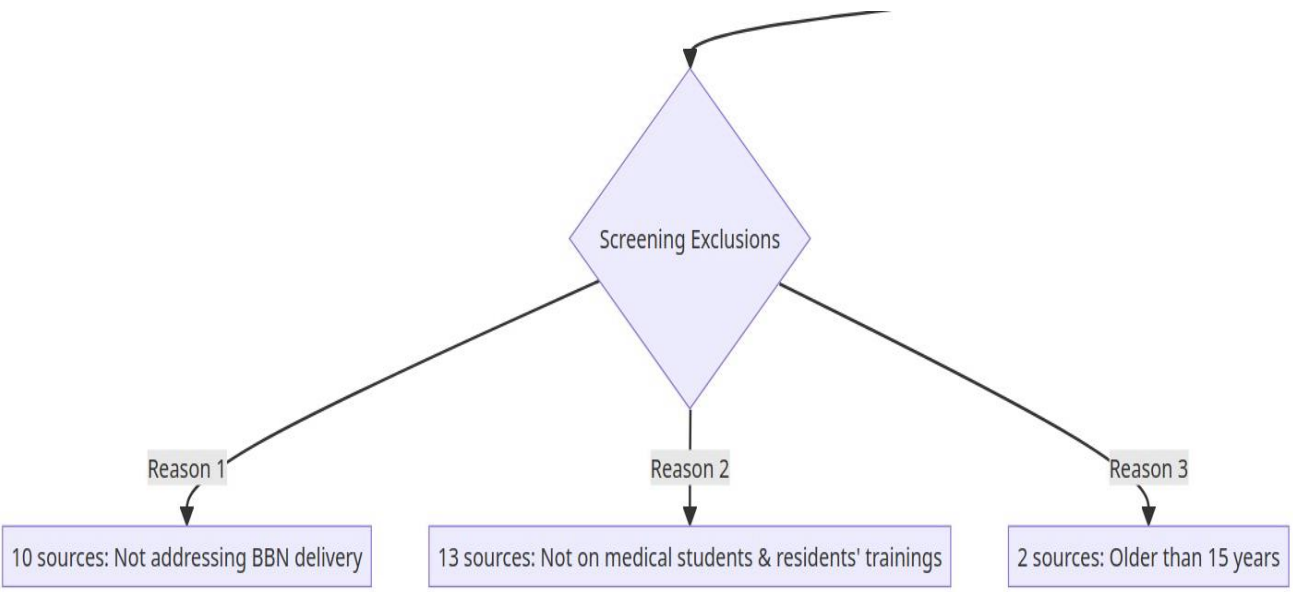 Screening Exclusions
Reason 1
Reason 2
Reason 3
10 sources: Not addressing BBN delivery
13 sources: Not on medical students & residents' trainings
2 sources: Older than 15 years